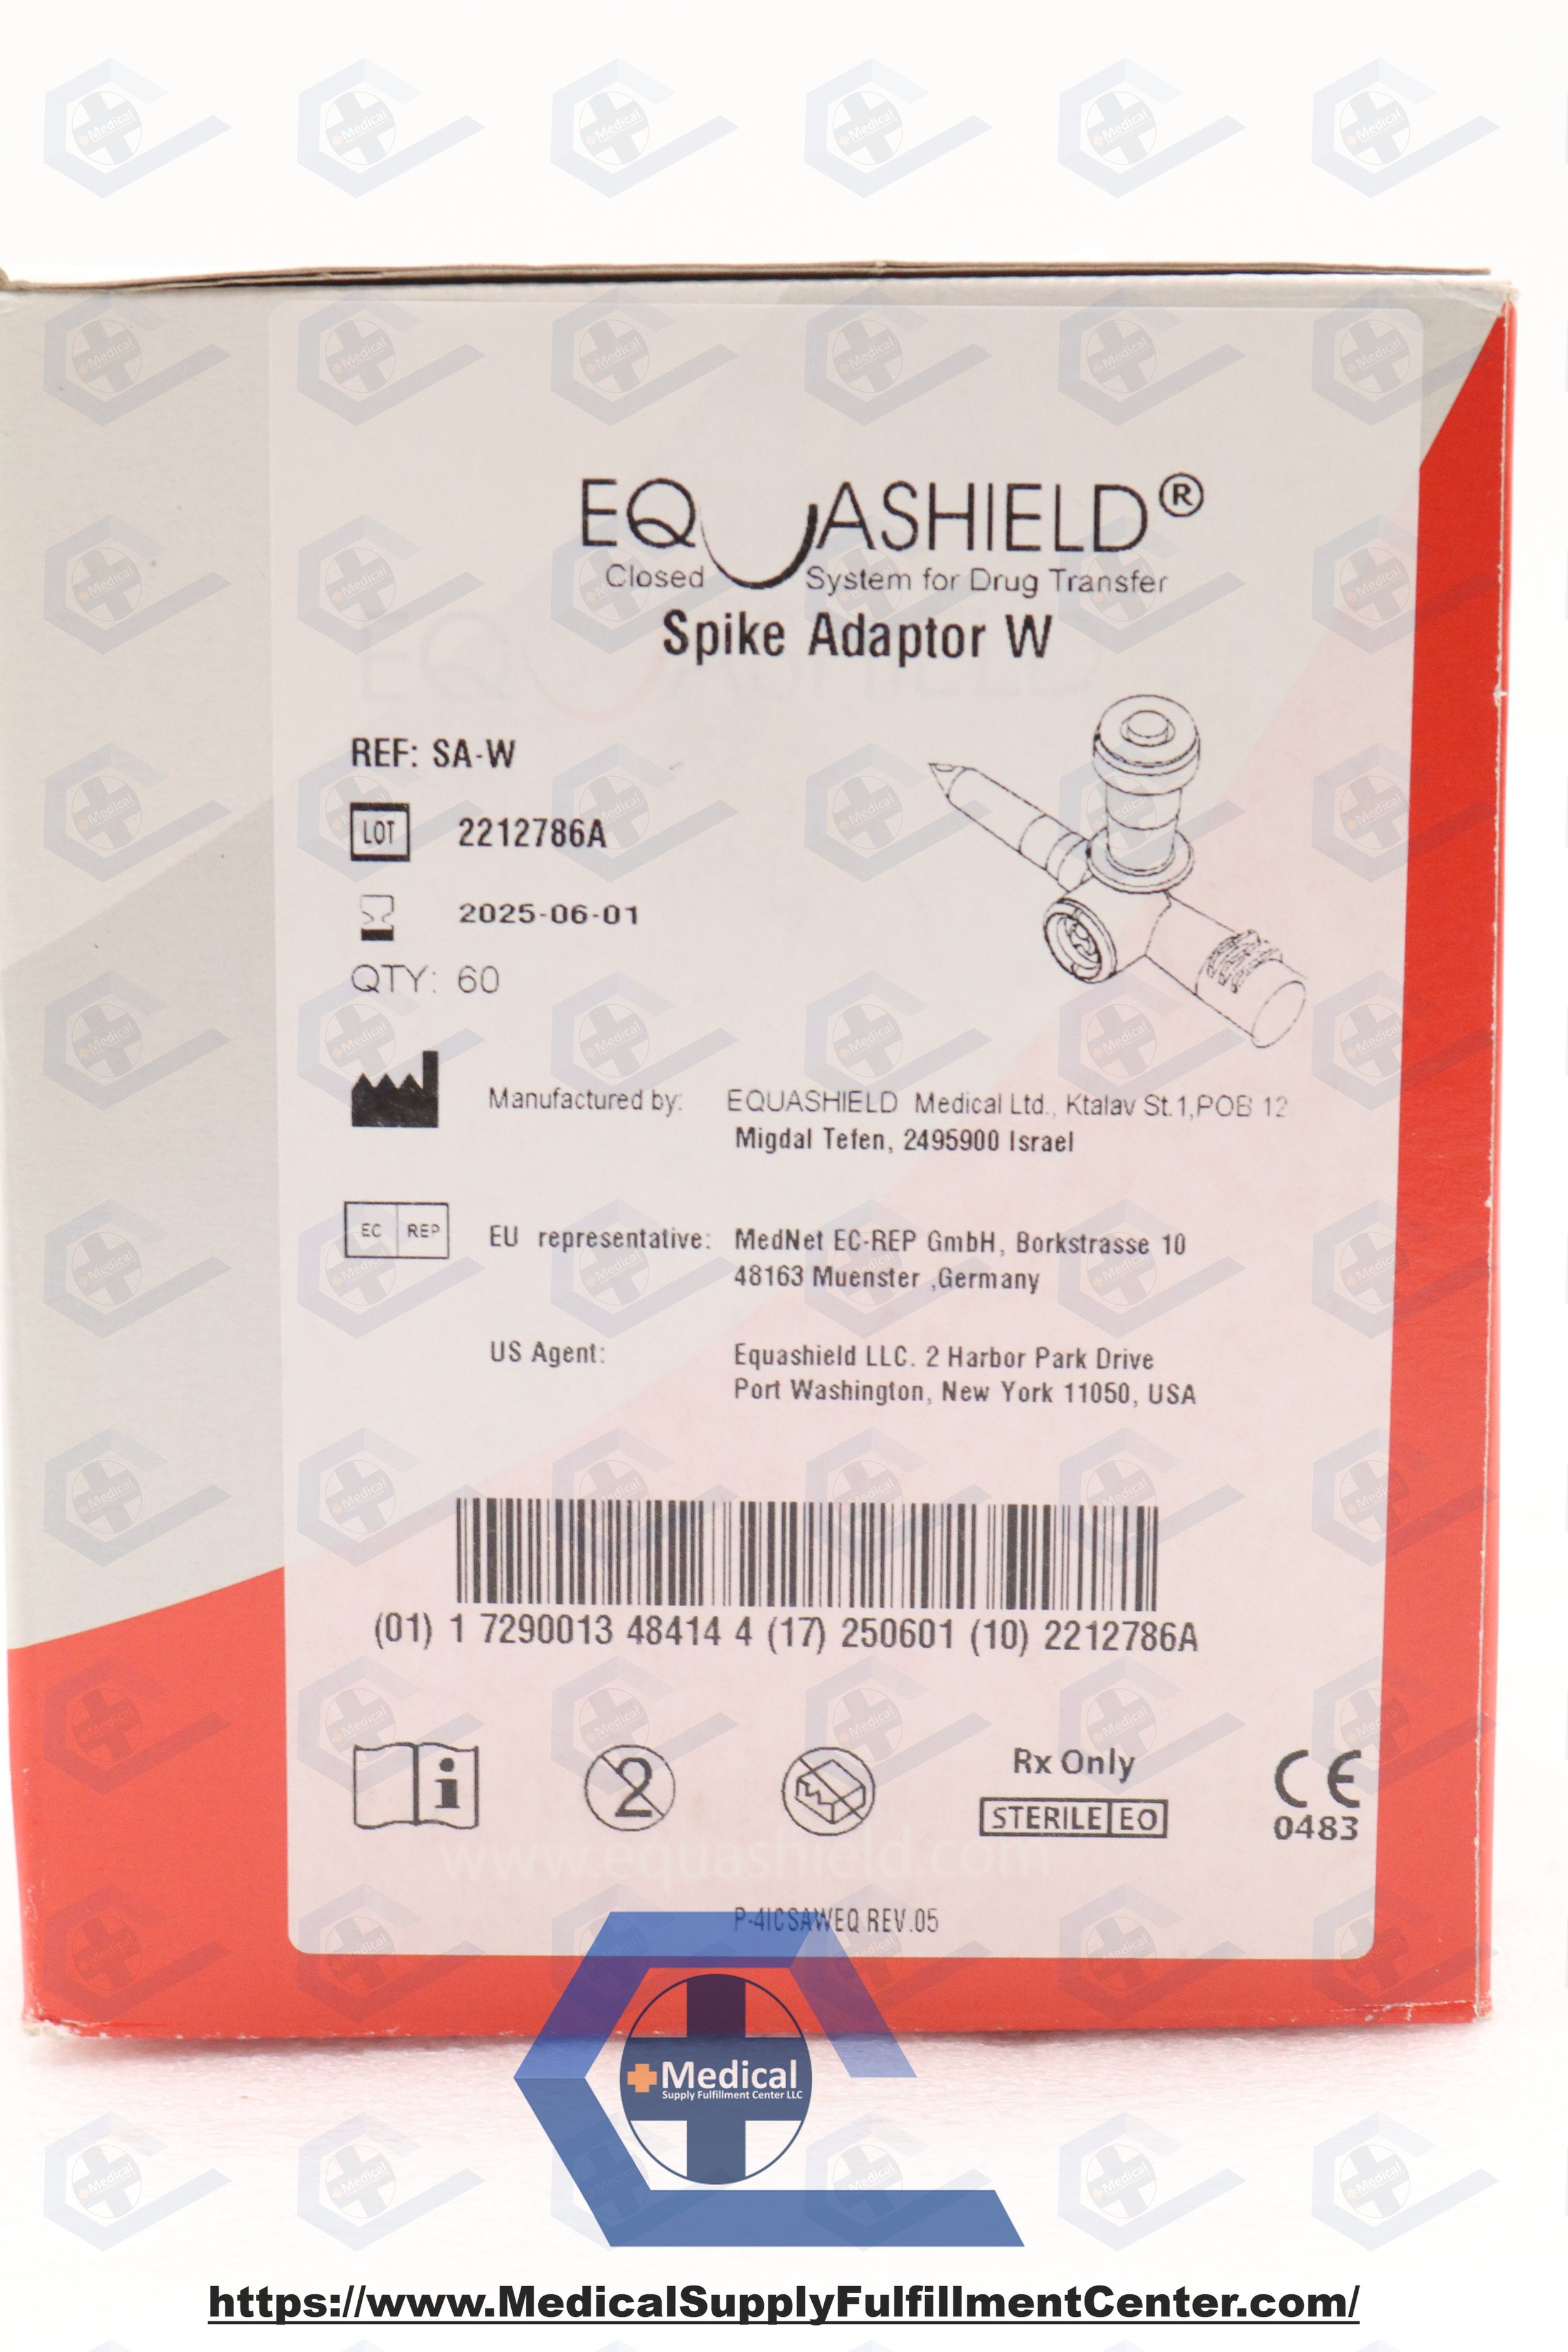 EQUASHIELD®
Closed System for Drug Transfer
Spike Adaptor W
REF: SA-W
LOT 2212786A
2025-06-01
QTY: 60
Manufactured by: EQUASHIELD Medical Ltd., Ktalav St.1,POB 12
Migdal Tefen, 2495900 Israel
EC REP EU representative: MedNet EC-REP GmbH, Borkstrasse 10
48163 Muenster ,Germany
US Agent: Equashield LLC. 2 Harbor Park Drive
Port Washington, New York 11050, USA
(01) 1 7290013 48414 4 (17) 250601 (10) 2212786A
i
2
Rx Only
STERILE EO
CE
0483
www.equashield.com
P-4ICSAWEQ REV.05
Medical
Supply Fulfillment Center LLC
https://www.MedicalSupplyFulfillmentCenter.com/